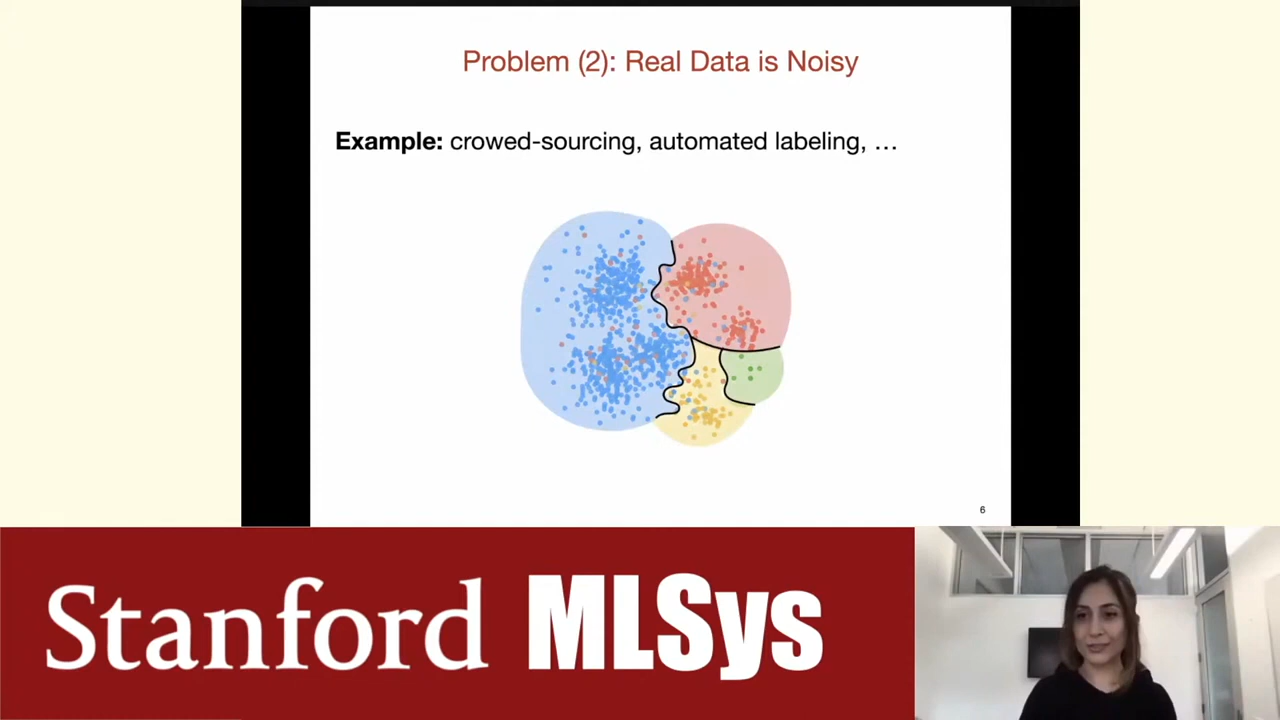 Problem (2): Real Data is Noisy
Example: crowed-sourcing, automated labeling, …
6
Stanford MLSys